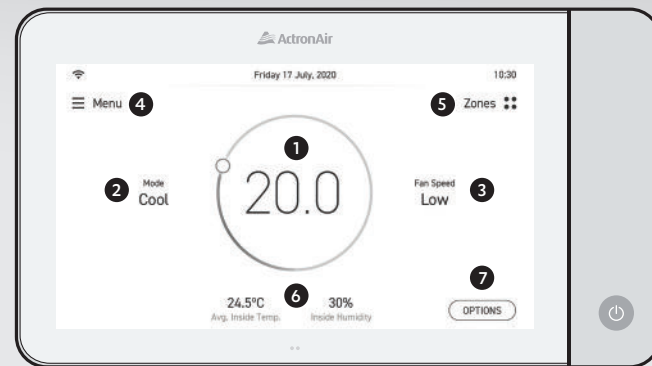 ActronAir
Friday 17 July, 2020
10:30
Menu 4
5 Zones
1
2
Mode
Cool
20.0
Fan Speed
Low
3
24.5ºC
Avg. Inside Temp.
6
30%
Inside Humidity
7
OPTIONS